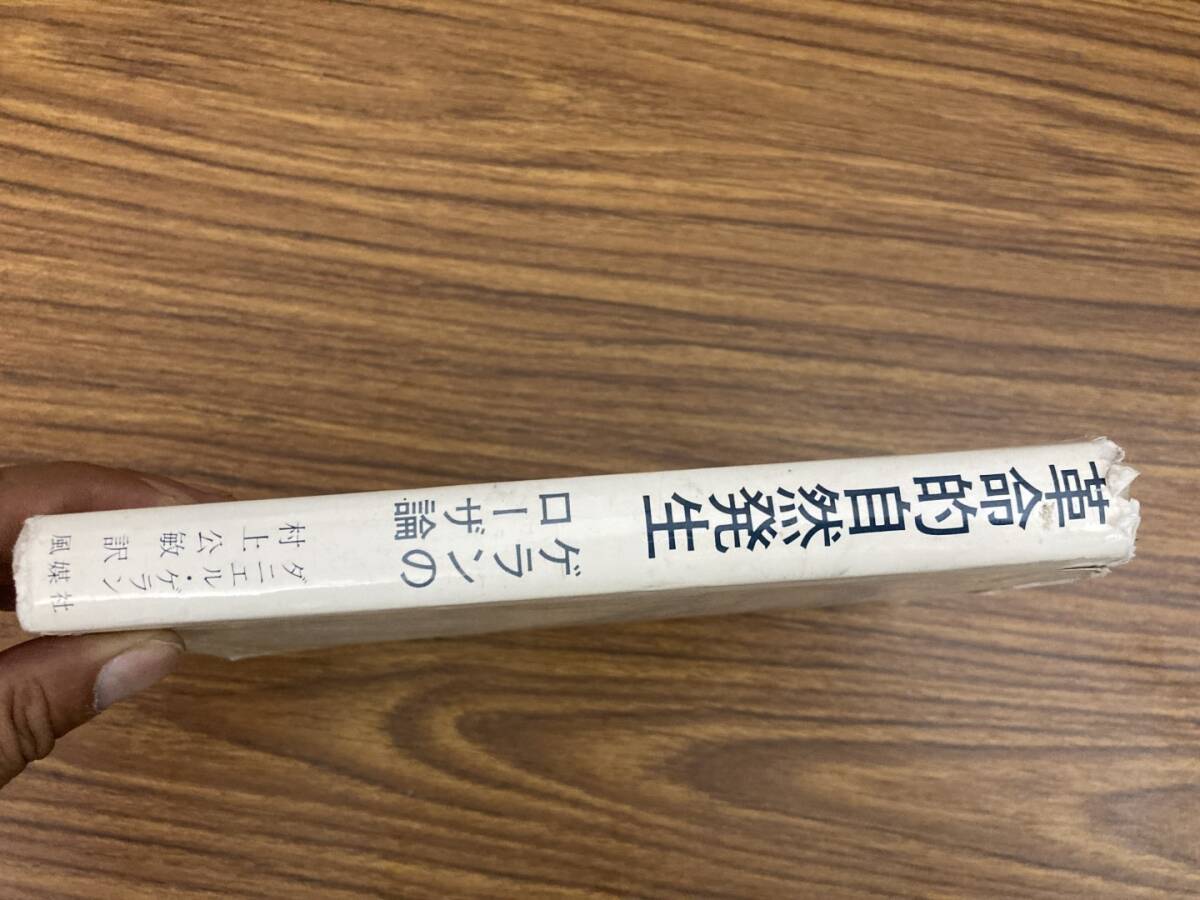 革命的自然発生
ゲランの
ローザ論
ダニエル・ゲラン
村上公敏訳
風媒社